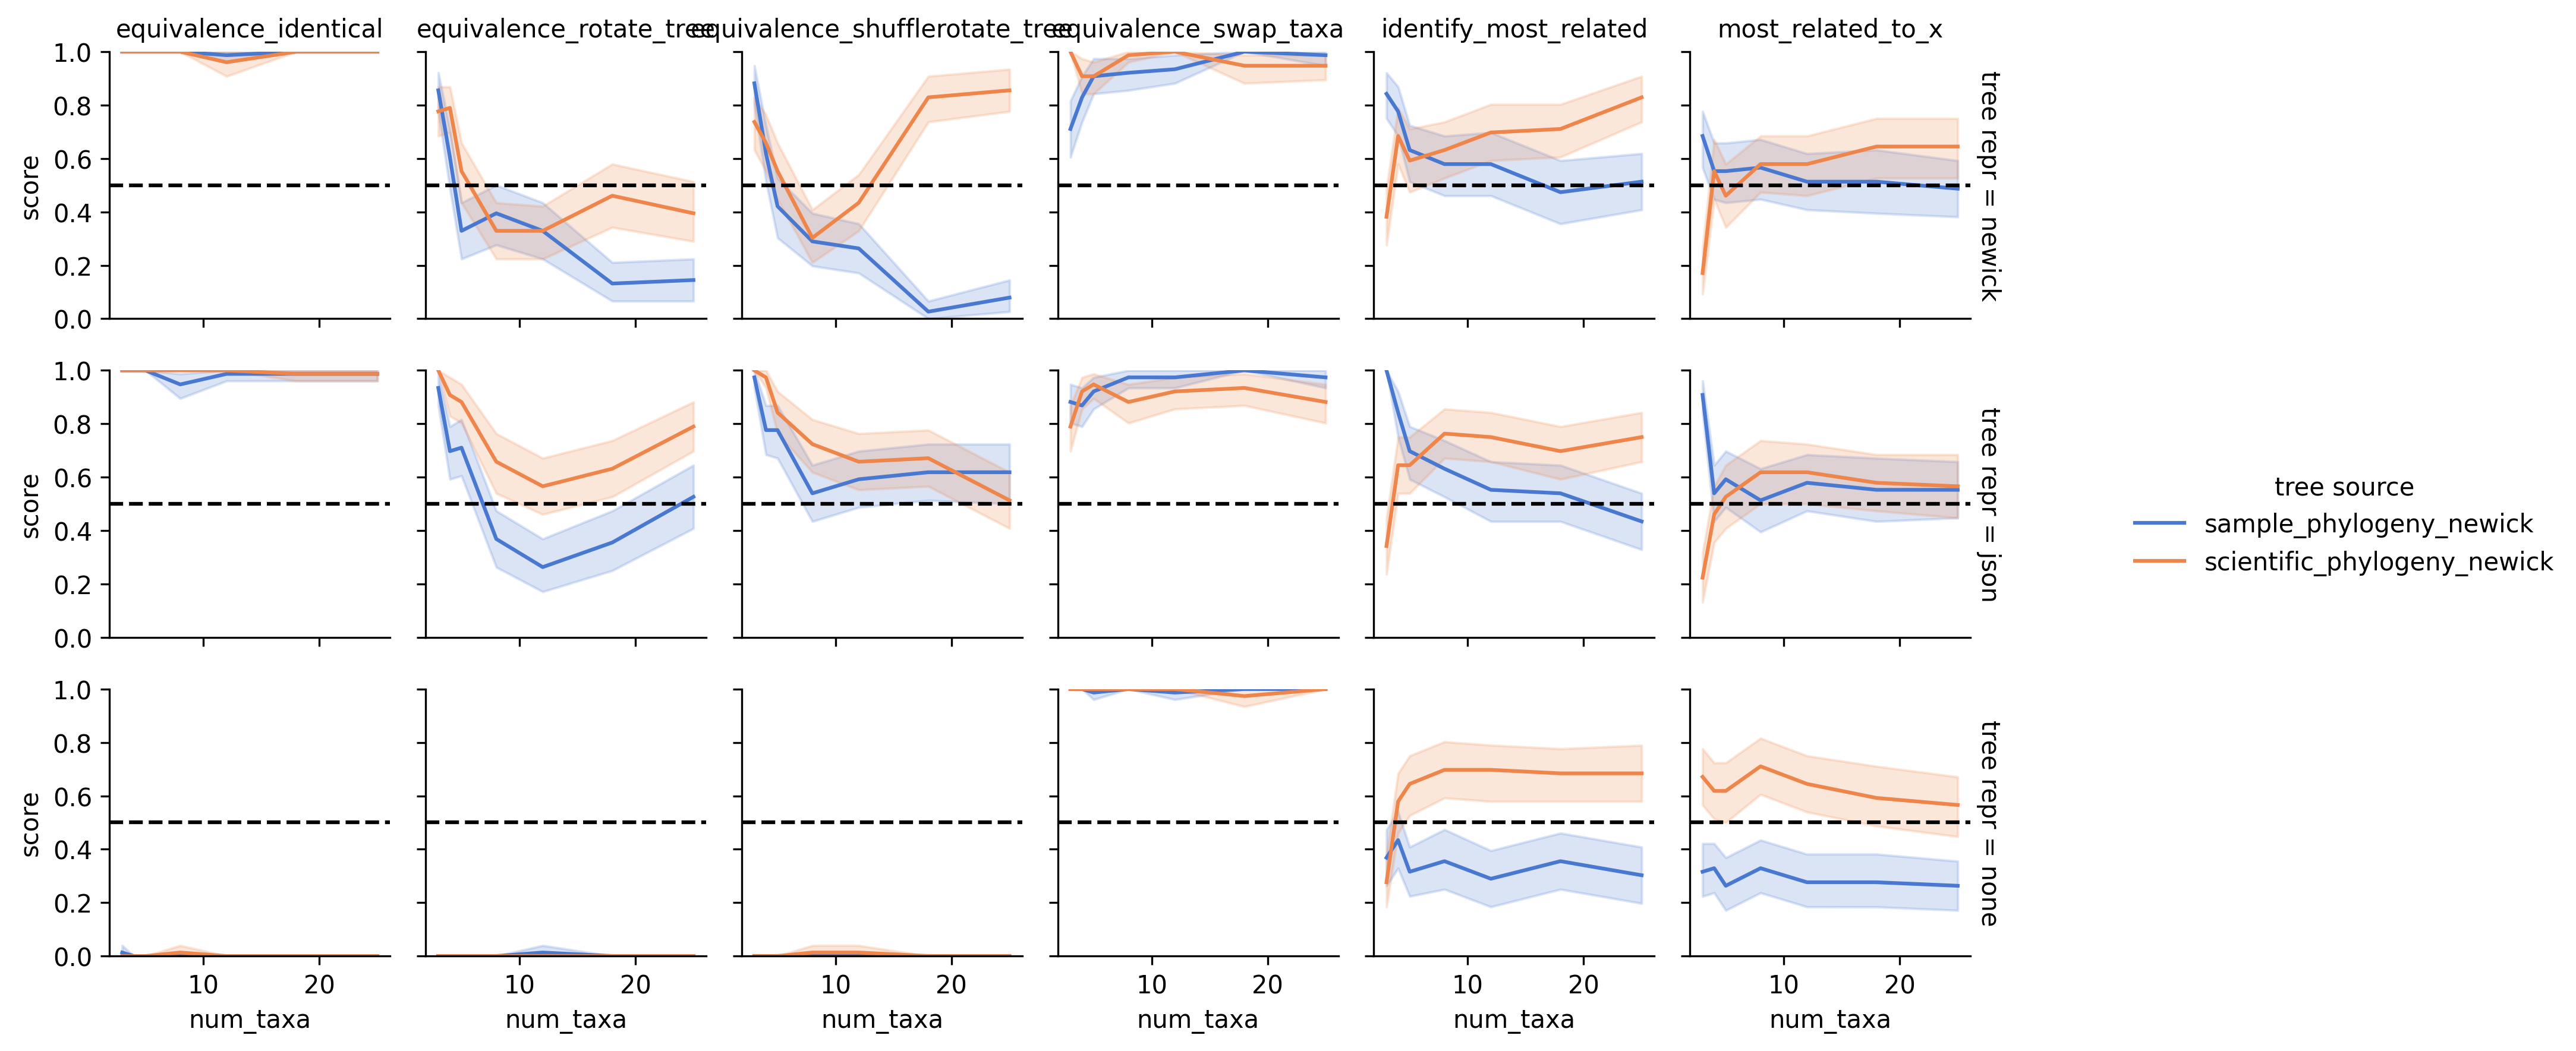 equivalence_identical
equivalence_rotate_tree
equivalence_shufflerotate_tree
equivalence_swap_taxa
identify_most_related
most_related_to_x
1.0
0.8
0.6
0.4
0.2
0.0
score
tree repr = newick
1.0
0.8
0.6
0.4
0.2
0.0
score
tree repr = json
tree source
sample_phylogeny_newick
scientific_phylogeny_newick
1.0
0.8
0.6
0.4
0.2
0.0
score
tree repr = none
10 20
10 20
10 20
10 20
10 20
10 20
num_taxa
num_taxa
num_taxa
num_taxa
num_taxa
num_taxa